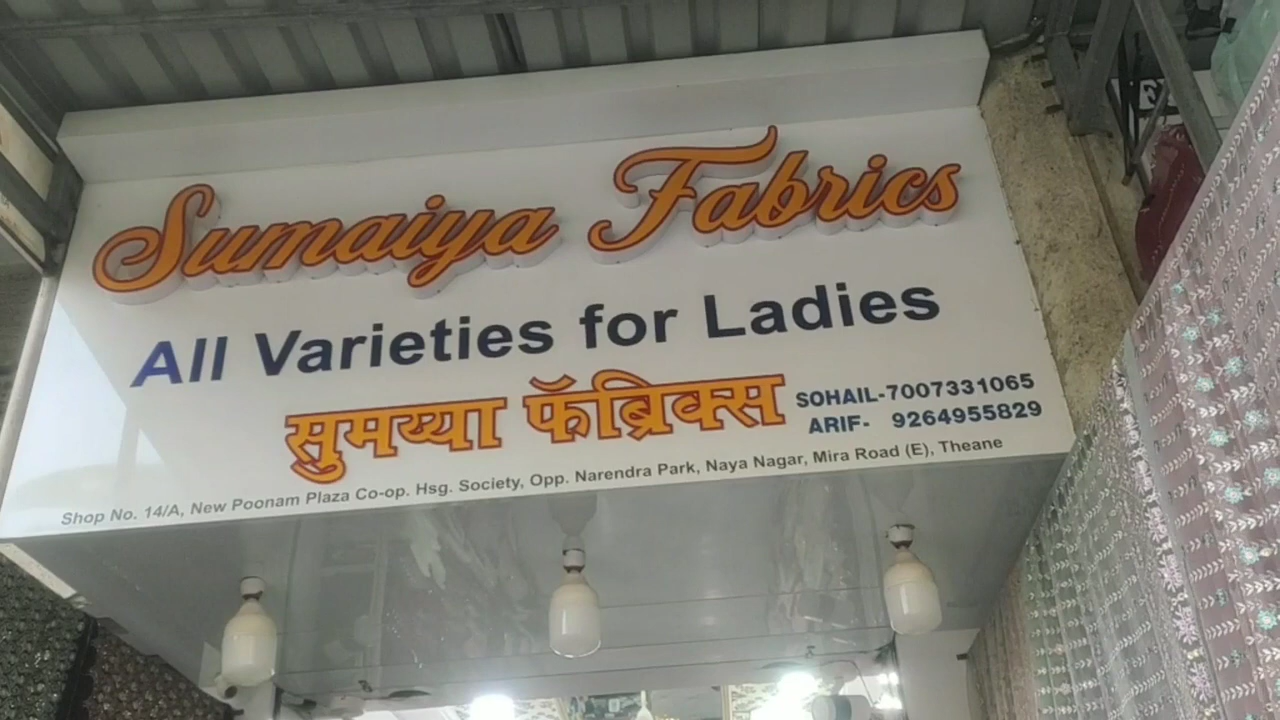 Sumaiya Fabrics
All Varieties for Ladies
सुमय्या फॅब्रिक्स
SOHAIL-7007331065
ARIF- 9264955829
Shop No. 14/A, New Poonam Plaza Co-op. Hsg. Society, Opp. Narendra Park, Naya Nagar, Mira Road (E), Theane